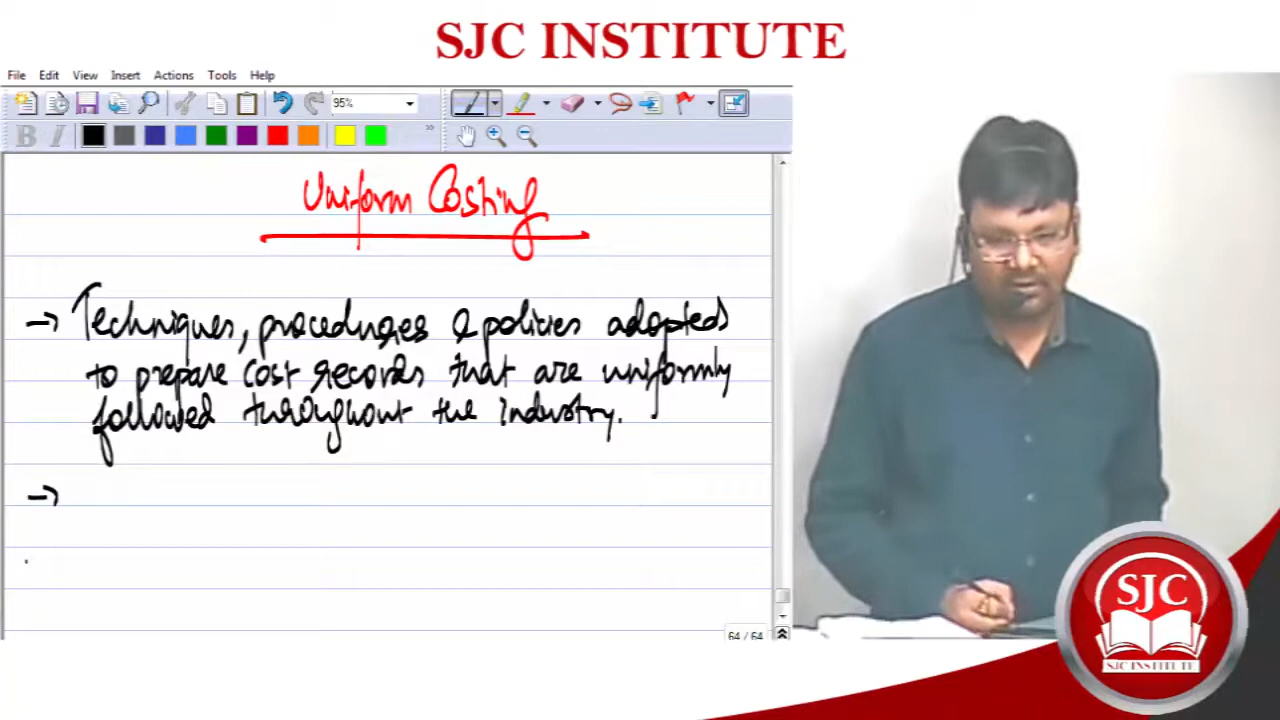 SJC INSTITUTE
File Edit View Insert Actions Tools Help
95%
B I
Uniform Costing
→ Techniques, procedures & policies adopted
to prepare cost records that are uniformly
followed throughout the industry.
→
64 / 64
SJC
SJC INSTITUTE